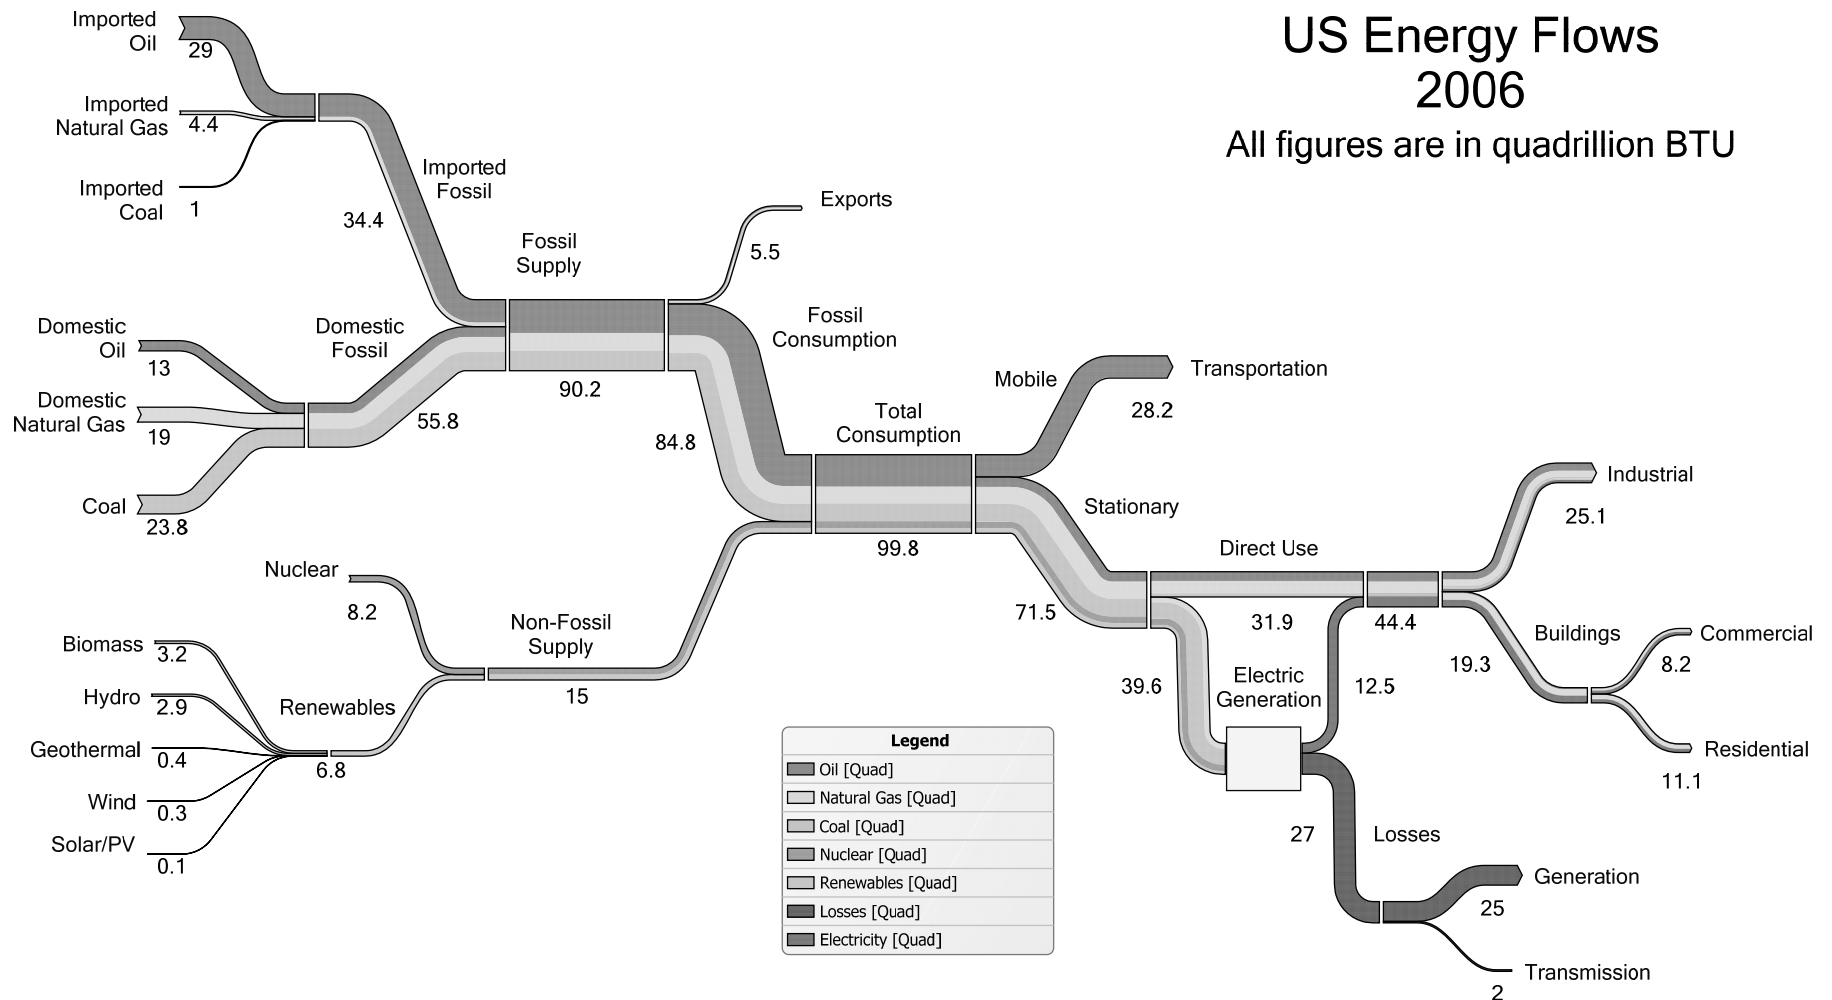 US Energy Flows
2006
All figures are in quadrillion BTU
Imported
Oil
29
Imported
Natural Gas
4.4
Imported
Coal
1
Imported
Fossil
34.4
Domestic
Oil
13
Domestic
Natural Gas
19
Coal
23.8
Domestic
Fossil
55.8
Fossil
Supply
90.2
Exports
5.5
Fossil
Consumption
84.8
Nuclear
8.2
Biomass
3.2
Hydro
2.9
Geothermal
0.4
Wind
0.3
Solar/PV
0.1
Renewables
6.8
Non-Fossil
Supply
15
Total
Consumption
99.8
Mobile
Transportation
28.2
Stationary
71.5
Direct Use
31.9
39.6
Electric
Generation
12.5
44.4
Industrial
25.1
Buildings
19.3
Commercial
8.2
Residential
11.1
27
Losses
Generation
25
Transmission
2
Legend
Oil [Quad]
Natural Gas [Quad]
Coal [Quad]
Nuclear [Quad]
Renewables [Quad]
Losses [Quad]
Electricity [Quad]